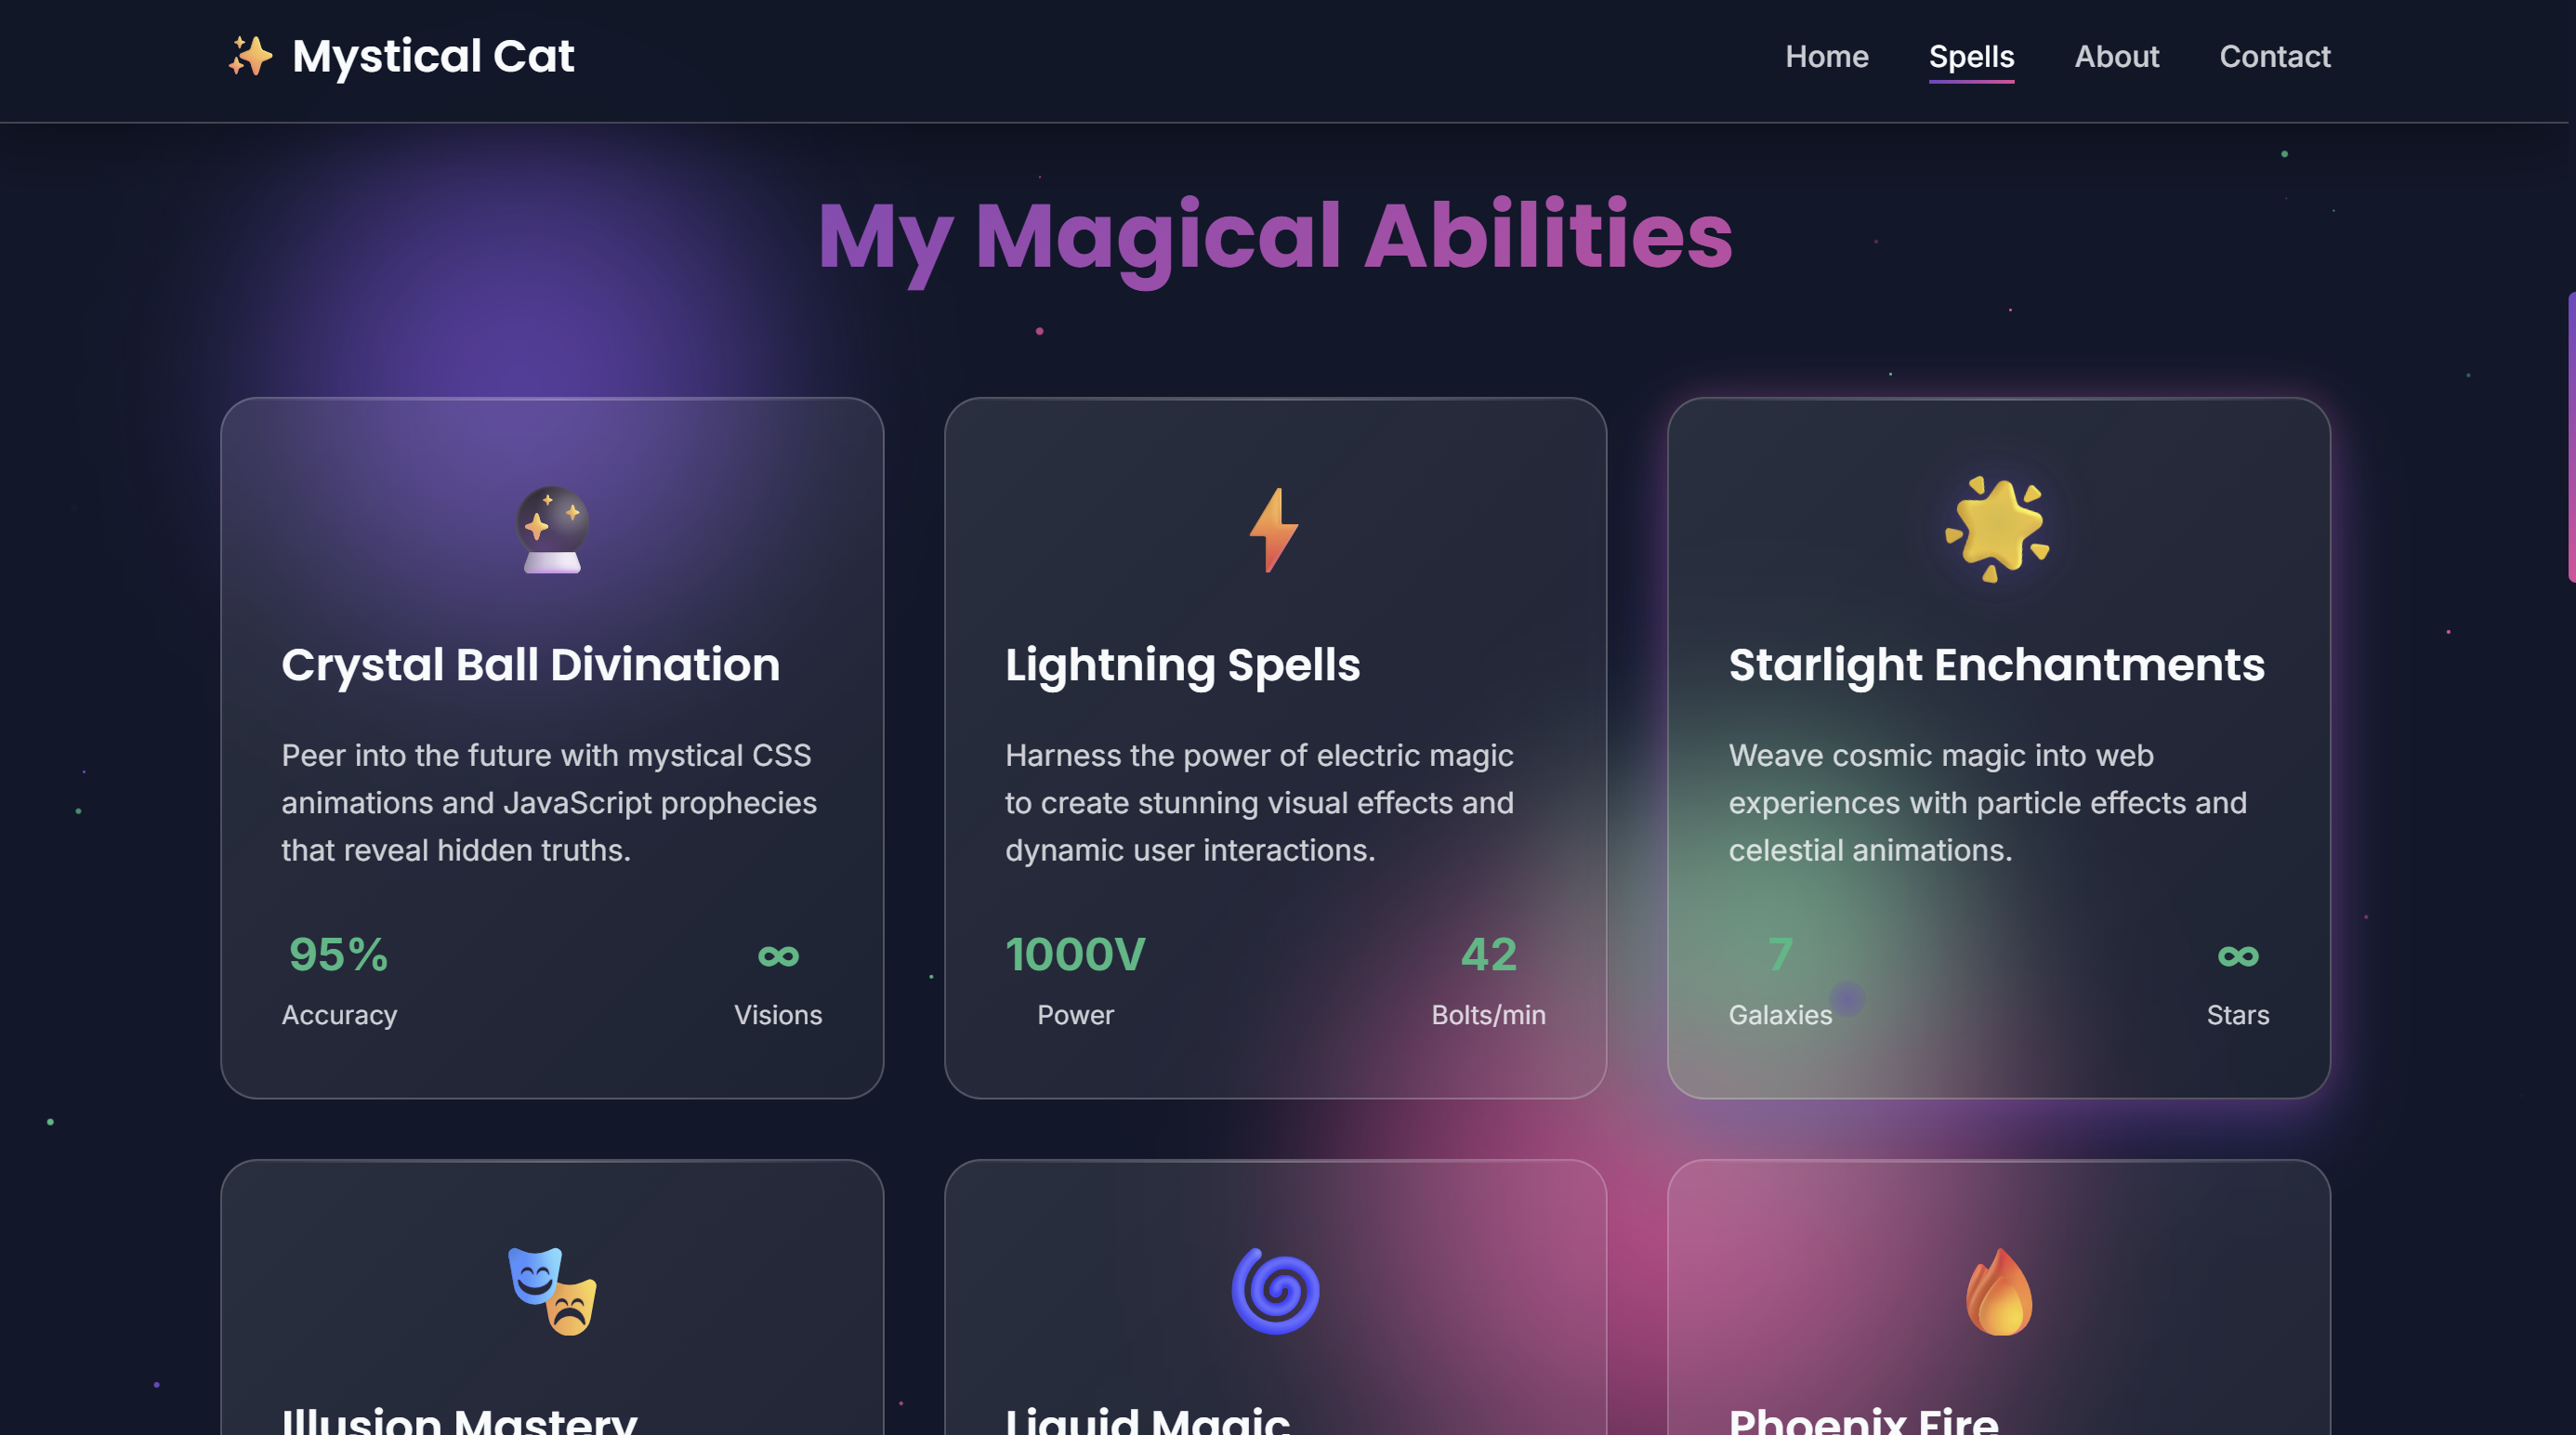 Mystical Cat
Home Spells About Contact
My Magical Abilities
Crystal Ball Divination
Peer into the future with mystical CSS
animations and JavaScript prophecies
that reveal hidden truths.
95% ∞
Accuracy Visions
Lightning Spells
Harness the power of electric magic
to create stunning visual effects and
dynamic user interactions.
1000V 42
Power Bolts/min
Starlight Enchantments
Weave cosmic magic into web
experiences with particle effects and
celestial animations.
7 ∞
Galaxies Stars
Illusion Mastery
Liquid Magic
Phoenix Fire